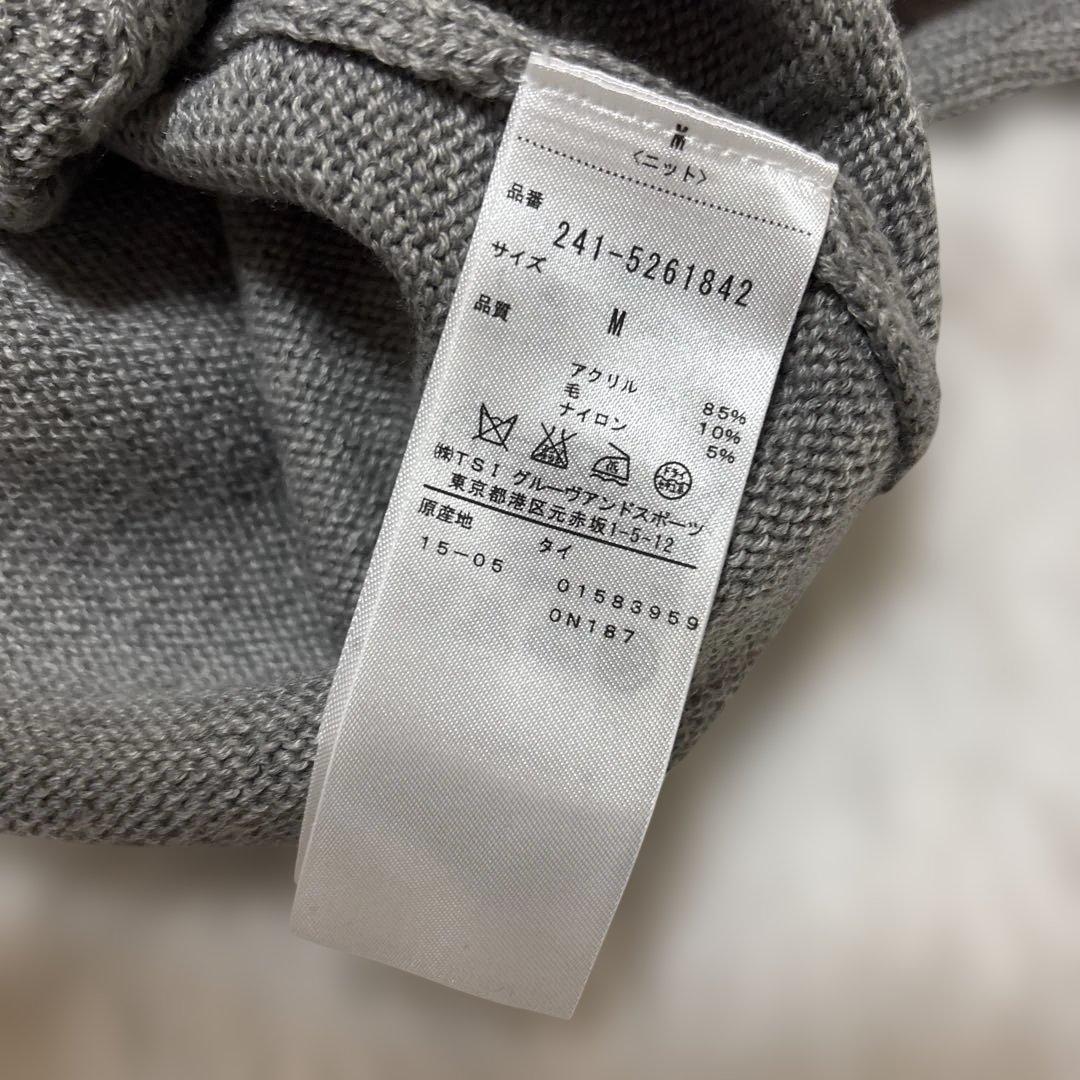 M
〈ニット〉
品番
241-5261842
サイズ
M
品質
アクリル 85%
毛 10%
ナイロン 5%
㈱TSI グルーヴアンドスポーツ
東京都港区元赤坂1-5-12
原産地 タイ
15-05 01583959
0N187